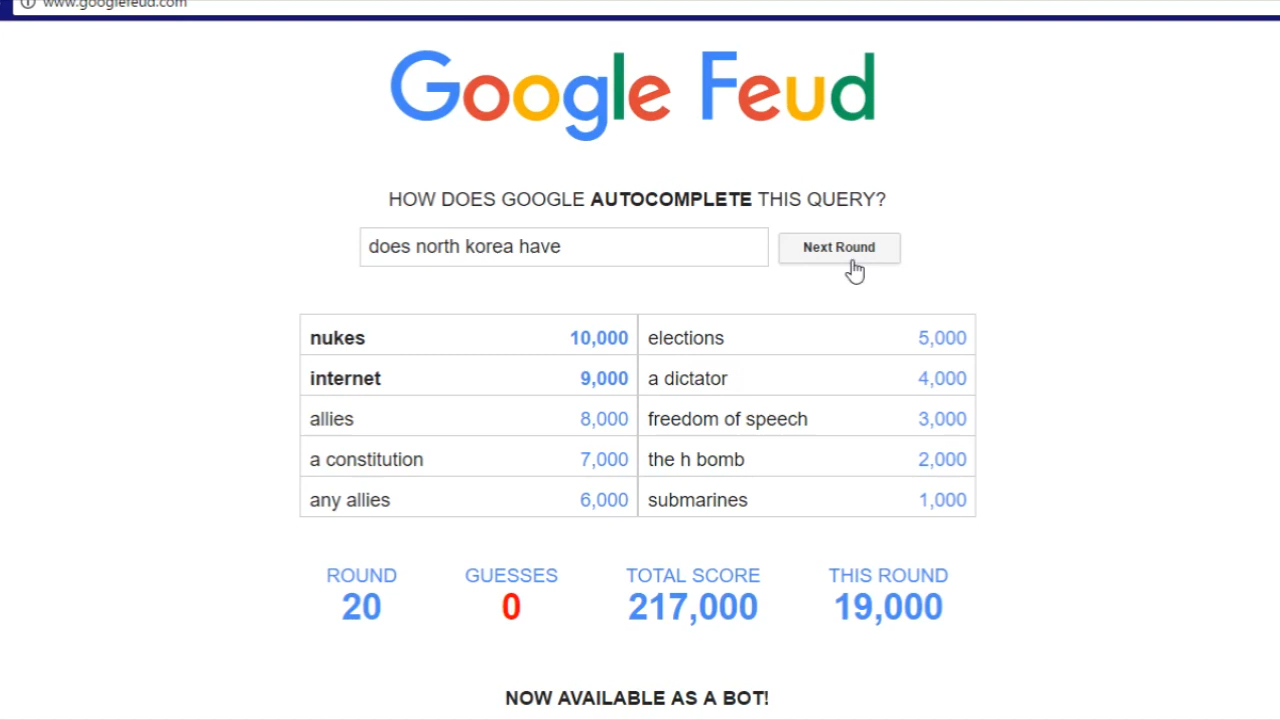 www.googlefeud.com
Google Feud
HOW DOES GOOGLE AUTOCOMPLETE THIS QUERY?
does north korea have
Next Round
nukes 10,000 elections 5,000
internet 9,000 a dictator 4,000
allies 8,000 freedom of speech 3,000
a constitution 7,000 the h bomb 2,000
any allies 6,000 submarines 1,000
ROUND GUESSES TOTAL SCORE THIS ROUND
20 0 217,000 19,000
NOW AVAILABLE AS A BOT!